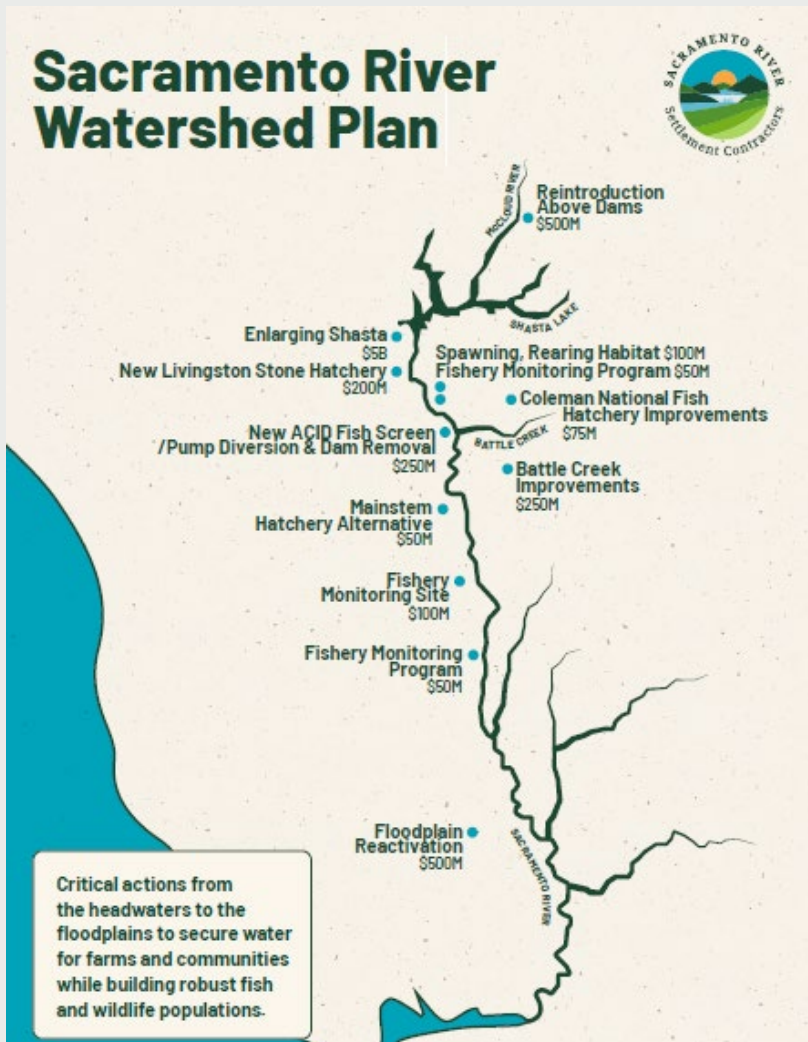 Sacramento River
Watershed Plan
SACRAMENTO RIVER
Settlement Contractors
McCLOUD RIVER
Reintroduction
Above Dams
$500M
SHASTA LAKE
Enlarging Shasta
$5B
Spawning, Rearing Habitat $100M
Fishery Monitoring Program $50M
New Livingston Stone Hatchery
$200M
Coleman National Fish
Hatchery Improvements
$75M
BATTLE CREEK
New ACID Fish Screen
/Pump Diversion & Dam Removal
$250M
Battle Creek
Improvements
$250M
Mainstem
Hatchery Alternative
$50M
Fishery
Monitoring Site
$100M
Fishery Monitoring
Program
$50M
Floodplain
Reactivation
$500M
SACRAMENTO RIVER
Critical actions from
the headwaters to the
floodplains to secure water
for farms and communities
while building robust fish
and wildlife populations.